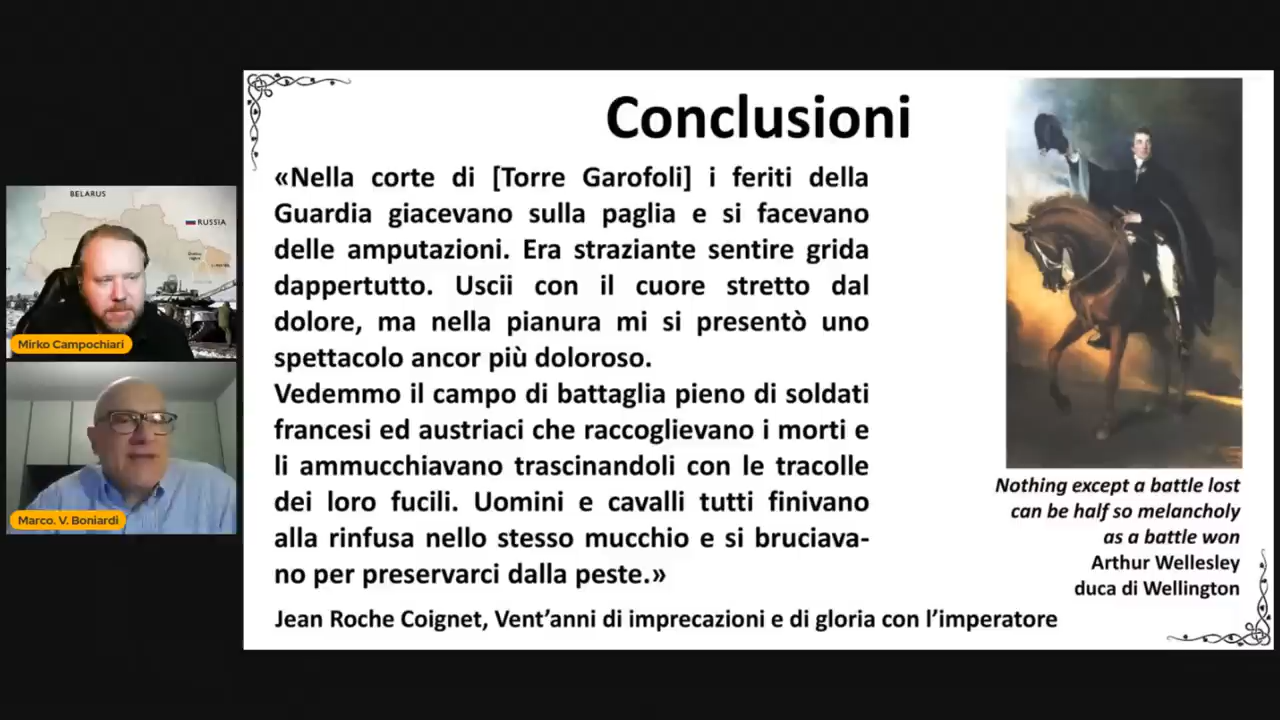 Conclusioni
«Nella corte di [Torre Garofoli] i feriti della
Guardia giacevano sulla paglia e si facevano
delle amputazioni. Era straziante sentire grida
dappertutto. Uscii con il cuore stretto dal
dolore, ma nella pianura mi si presentò uno
spettacolo ancor più doloroso.
Vedemmo il campo di battaglia pieno di soldati
francesi ed austriaci che raccoglievano i morti e
li ammucchiavano trascinandoli con le tracolle
dei loro fucili. Uomini e cavalli tutti finivano
alla rinfusa nello stesso mucchio e si bruciava-
no per preservarci dalla peste.»
Jean Roche Coignet, Vent’anni di imprecazioni e di gloria con l’imperatore
Nothing except a battle lost
can be half so melancholy
as a battle won
Arthur Wellesley
duca di Wellington
BELARUS
RUSSIA
Mirko Campochiari
Marco. V. Boniardi